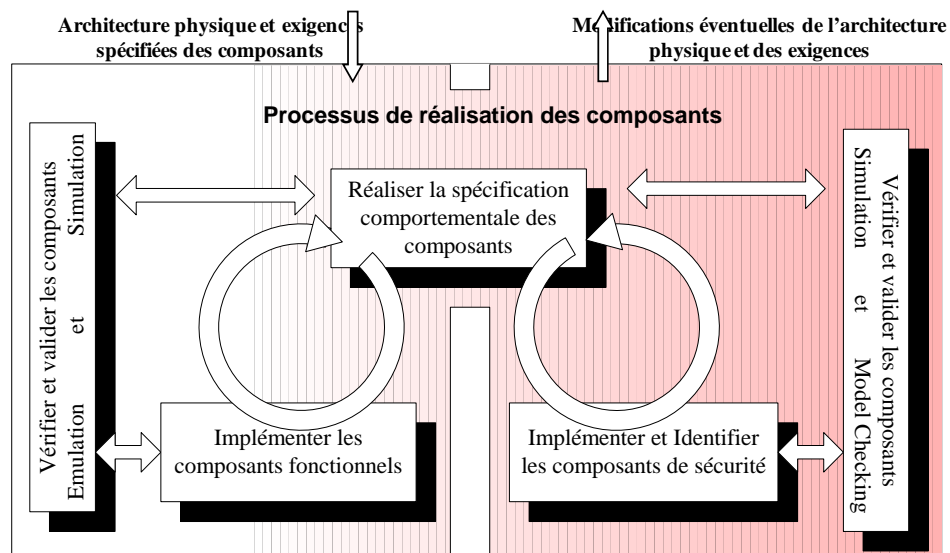 Architecture physique et exigences
spécifiées des composants
Modifications éventuelles de l'architecture
physique et des exigences
Processus de réalisation des composants
Vérifier et valider les composants
Emulation et Simulation
Réaliser la spécification
comportementale des
composants
Vérifier et valider les composants
Simulation et Model Checking
Implémenter les
composants fonctionnels
Implémenter et Identifier
les composants de sécurité